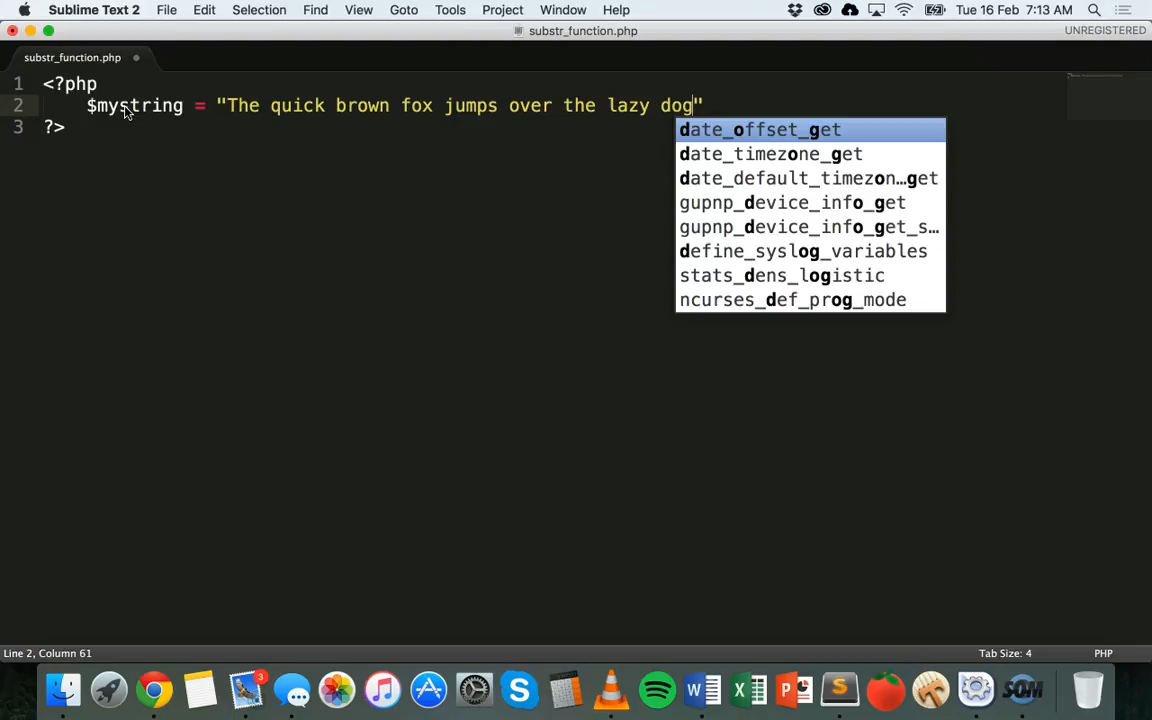 Sublime Text 2 File Edit Selection Find View Goto Tools Project Window Help Tue 16 Feb 7:13 AM
substr_function.php UNREGISTERED
substr_function.php
1 <?php
2 $mystring = "The quick brown fox jumps over the lazy dog"
3 ?>
date_offset_get
date_timezone_get
date_default_timezon…get
gupnp_device_info_get
gupnp_device_info_get_s…
define_syslog_variables
stats_dens_logistic
ncurses_def_prog_mode
Line 2, Column 61 Tab Size: 4 PHP
3
S W X P S SOM